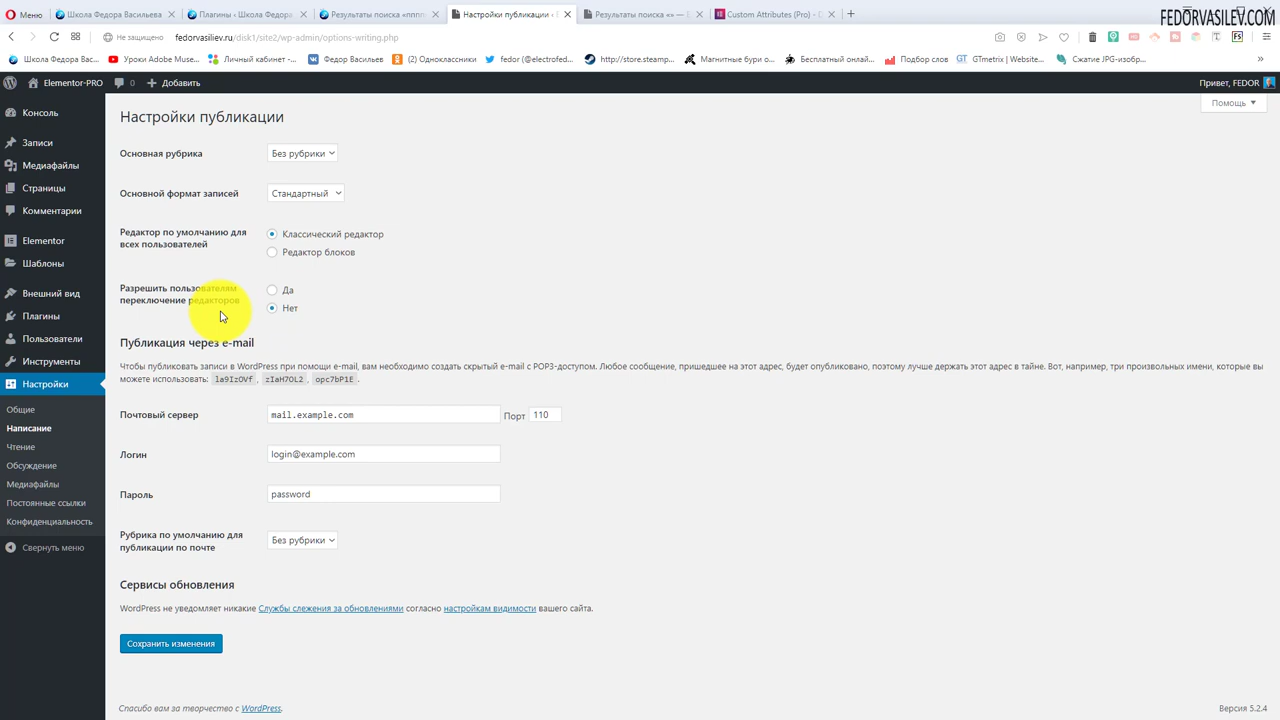 Меню
Школа Федора Васильева
Плагины ‹ Школа Федора
Результаты поиска «пппп
Настройки публикации ‹ E
Результаты поиска «» — E
Custom Attributes (Pro) - D
FEDORVASILEV.COM
Не защищено
fedorvasiliev.ru/disk1/site2/wp-admin/options-writing.php
Школа Федора Вас...
Уроки Adobe Muse...
Личный кабинет -...
Федор Васильев
(2) Одноклассники
fedor (@electrofed...
http://store.steamp...
Магнитные бури о...
Бесплатный онлай...
Подбор слов
GTmetrix | Website...
Сжатие JPG-изобр...
Elementor-PRO
0
Добавить
Привет, FEDOR
Помощь
Консоль
Записи
Медиафайлы
Страницы
Комментарии
Elementor
Шаблоны
Внешний вид
Плагины
Пользователи
Инструменты
Настройки
Общие
Написание
Чтение
Обсуждение
Медиафайлы
Постоянные ссылки
Конфиденциальность
Свернуть меню
Настройки публикации
Основная рубрика
Без рубрики
Основной формат записей
Стандартный
Редактор по умолчанию для
всех пользователей
Классический редактор
Редактор блоков
Разрешить пользователям
переключение редакторов
Да
Нет
Публикация через e-mail
Чтобы публиковать записи в WordPress при помощи e-mail, вам необходимо создать скрытый e-mail с POP3-доступом. Любое сообщение, пришедшее на этот адрес, будет опубликовано, поэтому лучше держать этот адрес в тайне. Вот, например, три произвольных имени, которые вы
можете использовать: la9IzOVf, zIaH7OL2, opc7bP1E.
Почтовый сервер
mail.example.com
Порт 110
Логин
login@example.com
Пароль
password
Рубрика по умолчанию для
публикации по почте
Без рубрики
Сервисы обновления
WordPress не уведомляет никакие Службы слежения за обновлениями согласно настройкам видимости вашего сайта.
Сохранить изменения
Спасибо вам за творчество с WordPress.
Версия 5.2.4